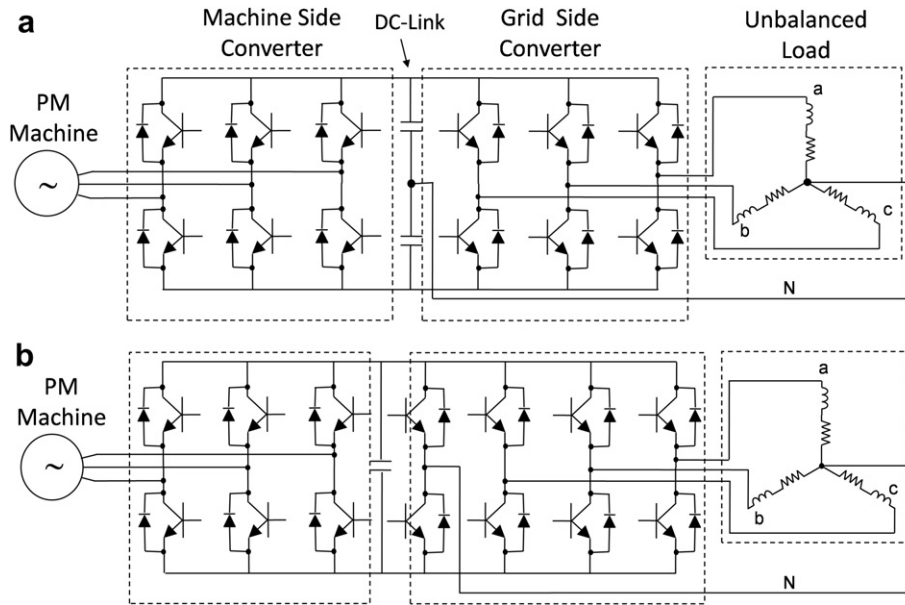 a
Machine Side
Converter
DC-Link
Grid Side
Converter
Unbalanced
Load
PM
Machine
~
a
b
c
N
b
PM
Machine
~
a
b
c
N